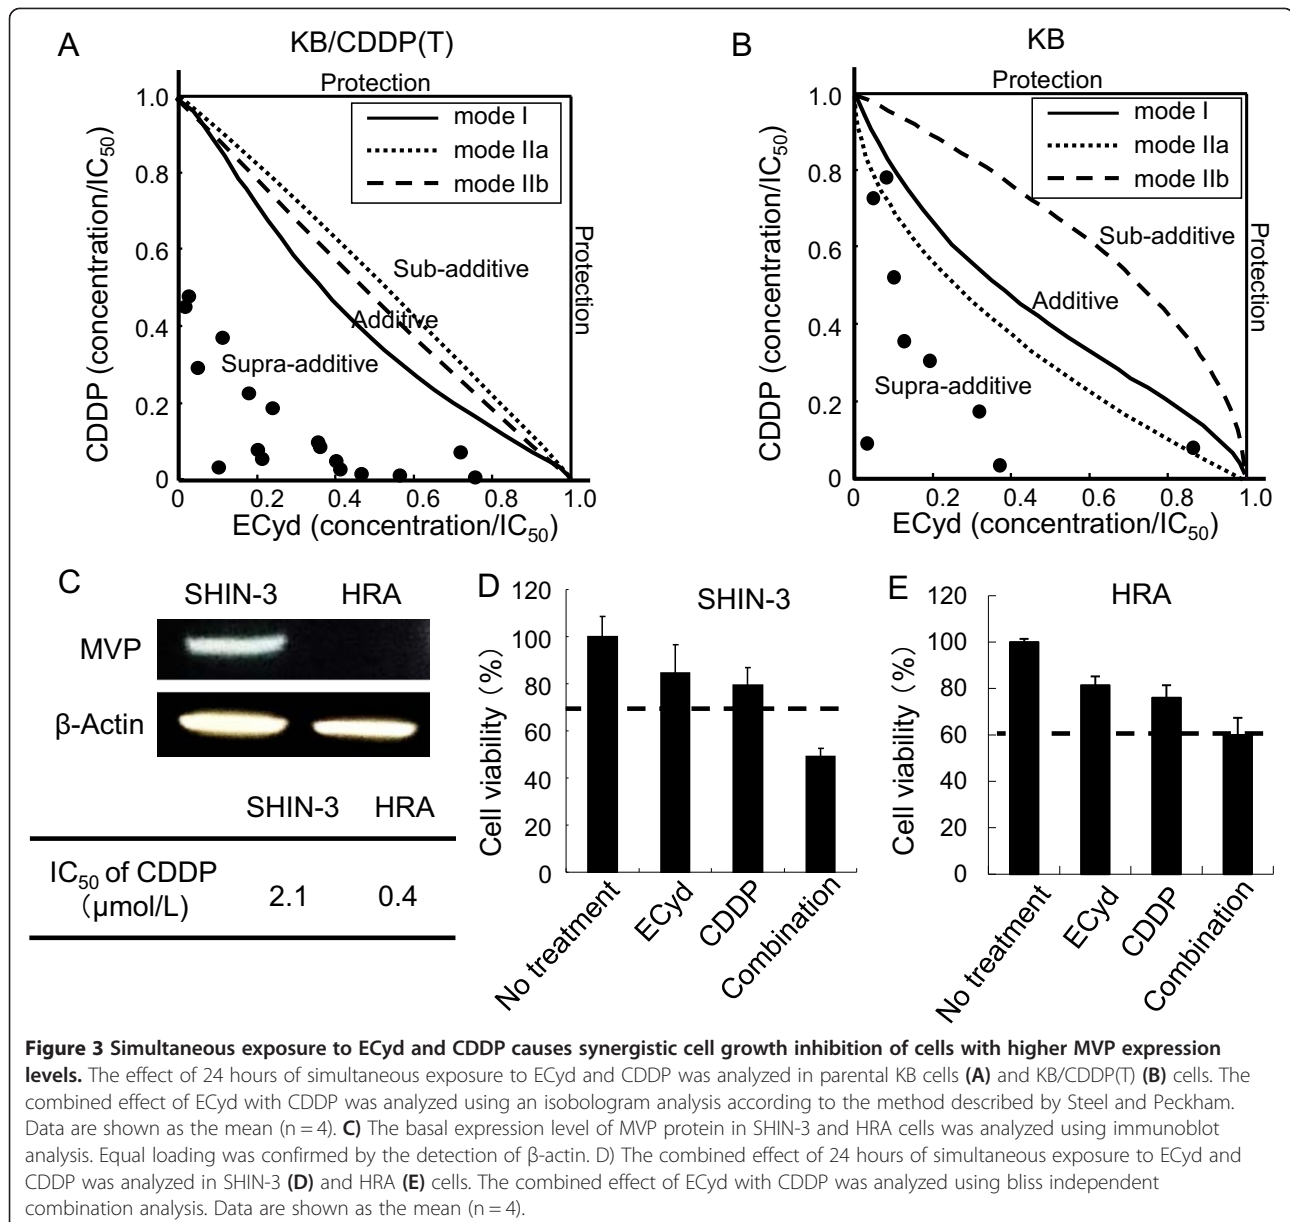 A
KB/CDDP(T)
Protection
1.0
0.8
0.6
0.4
0.2
0
CDDP (concentration/IC50)
mode I
mode IIa
mode IIb
Sub-additive
Additive
Supra-additive
Protection
0 0.2 0.4 0.6 0.8 1.0
ECyd (concentration/IC50)
B
KB
Protection
1.0
0.8
0.6
0.4
0.2
0
CDDP (concentration/IC50)
mode I
mode IIa
mode IIb
Sub-additive
Additive
Supra-additive
Protection
0 0.2 0.4 0.6 0.8 1.0
ECyd (concentration/IC50)
C
SHIN-3 HRA
MVP
β-Actin
SHIN-3 HRA
IC50 of CDDP
(μmol/L)
2.1 0.4
D
SHIN-3
120
100
80
60
40
20
0
Cell viability (%)
No treatment
ECyd
CDDP
Combination
E
HRA
120
100
80
60
40
20
0
Cell viability (%)
No treatment
ECyd
CDDP
Combination
Figure 3 Simultaneous exposure to ECyd and CDDP causes synergistic cell growth inhibition of cells with higher MVP expression
levels. The effect of 24 hours of simultaneous exposure to ECyd and CDDP was analyzed in parental KB cells (A) and KB/CDDP(T) (B) cells. The
combined effect of ECyd with CDDP was analyzed using an isobologram analysis according to the method described by Steel and Peckham.
Data are shown as the mean (n = 4). C) The basal expression level of MVP protein in SHIN-3 and HRA cells was analyzed using immunoblot
analysis. Equal loading was confirmed by the detection of β-actin. D) The combined effect of 24 hours of simultaneous exposure to ECyd and
CDDP was analyzed in SHIN-3 (D) and HRA (E) cells. The combined effect of ECyd with CDDP was analyzed using bliss independent
combination analysis. Data are shown as the mean (n = 4).